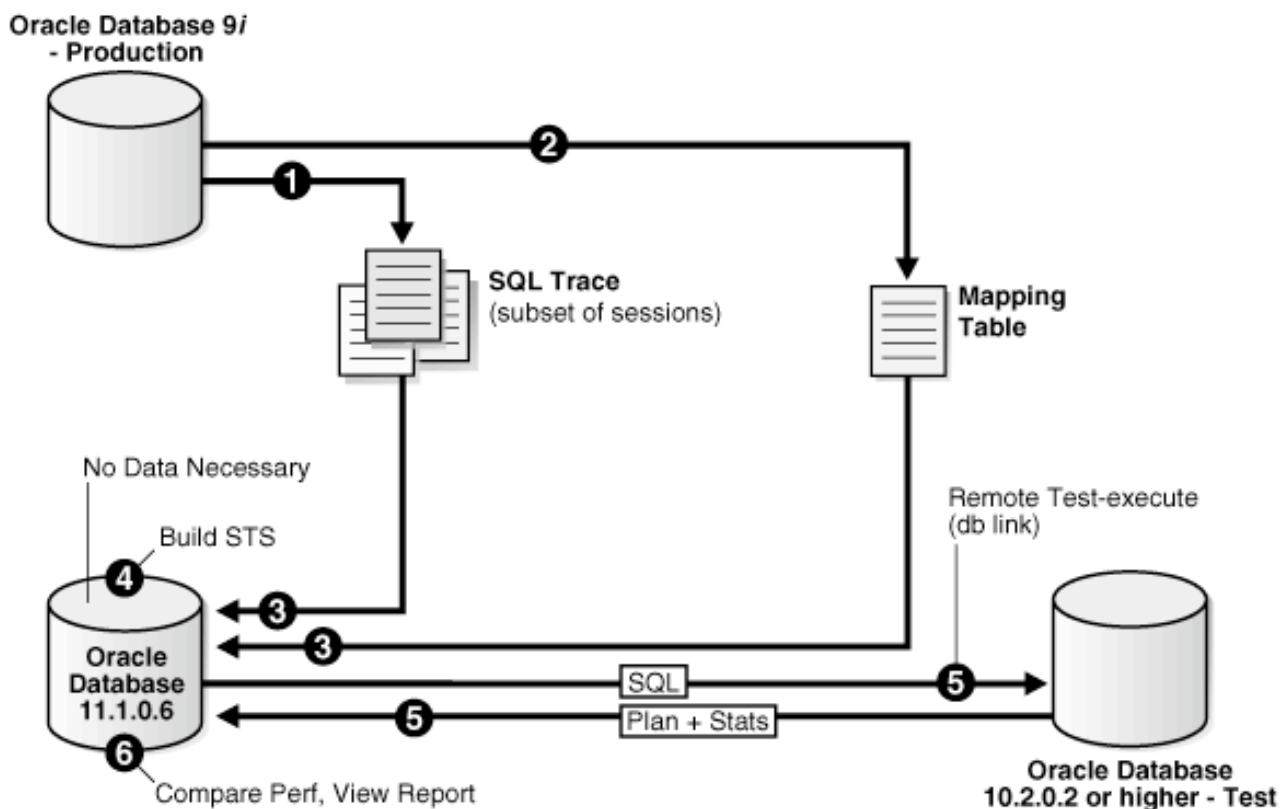 Oracle Database 9i
- Production
2
1
SQL Trace
(subset of sessions)
Mapping
Table
No Data Necessary
Build STS
4
Remote Test-execute
(db link)
3
3
Oracle
Database
11.1.0.6
SQL
5
5
Plan + Stats
6
Compare Perf, View Report
Oracle Database
10.2.0.2 or higher - Test